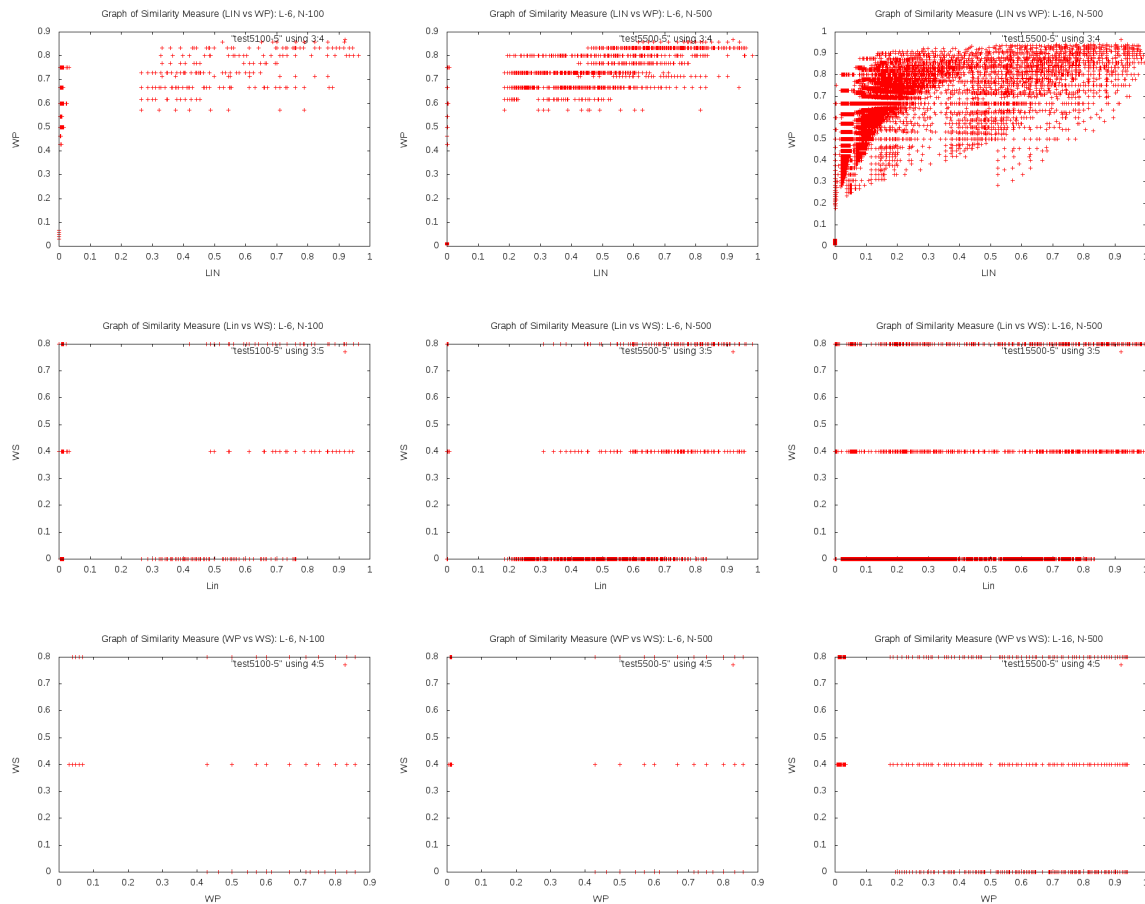 Graph of Similarity Measure (LIN vs WP): L-6, N-100
0.9
"test5100-5" using 3:4
0.8
0.7
0.6
0.5
0.4
0.3
0.2
0.1
0
WP
0 0.1 0.2 0.3 0.4 0.5 0.6 0.7 0.8 0.9 1
LIN
Graph of Similarity Measure (LIN vs WP): L-6, N-500
0.9
"test5500-5" using 3:4
0.8
0.7
0.6
0.5
0.4
0.3
0.2
0.1
0
WP
0 0.1 0.2 0.3 0.4 0.5 0.6 0.7 0.8 0.9 1
LIN
Graph of Similarity Measure (LIN vs WP): L-16, N-500
1
"test15500-5" using 3:4
0.9
0.8
0.7
0.6
0.5
0.4
0.3
0.2
0.1
0
WP
0 0.1 0.2 0.3 0.4 0.5 0.6 0.7 0.8 0.9 1
LIN
Graph of Similarity Measure (Lin vs WS): L-6, N-100
0.8
"test5100-5" using 3:5
0.7
0.6
0.5
0.4
0.3
0.2
0.1
0
WS
0 0.1 0.2 0.3 0.4 0.5 0.6 0.7 0.8 0.9 1
Lin
Graph of Similarity Measure (Lin vs WS): L-6, N-500
0.8
"test5500-5" using 3:5
0.7
0.6
0.5
0.4
0.3
0.2
0.1
0
WS
0 0.1 0.2 0.3 0.4 0.5 0.6 0.7 0.8 0.9 1
Lin
Graph of Similarity Measure (Lin vs WS): L-16, N-500
0.8
"test15500-5" using 3:5
0.7
0.6
0.5
0.4
0.3
0.2
0.1
0
WS
0 0.1 0.2 0.3 0.4 0.5 0.6 0.7 0.8 0.9 1
Lin
Graph of Similarity Measure (WP vs WS): L-6, N-100
0.8
"test5100-5" using 4:5
0.7
0.6
0.5
0.4
0.3
0.2
0.1
0
WS
0 0.1 0.2 0.3 0.4 0.5 0.6 0.7 0.8 0.9
WP
Graph of Similarity Measure (WP vs WS): L-6, N-500
0.8
"test5500-5" using 4:5
0.7
0.6
0.5
0.4
0.3
0.2
0.1
0
WS
0 0.1 0.2 0.3 0.4 0.5 0.6 0.7 0.8 0.9
WP
Graph of Similarity Measure (WP vs WS): L-16, N-500
0.8
"test15500-5" using 4:5
0.7
0.6
0.5
0.4
0.3
0.2
0.1
0
WS
0 0.1 0.2 0.3 0.4 0.5 0.6 0.7 0.8 0.9 1
WP